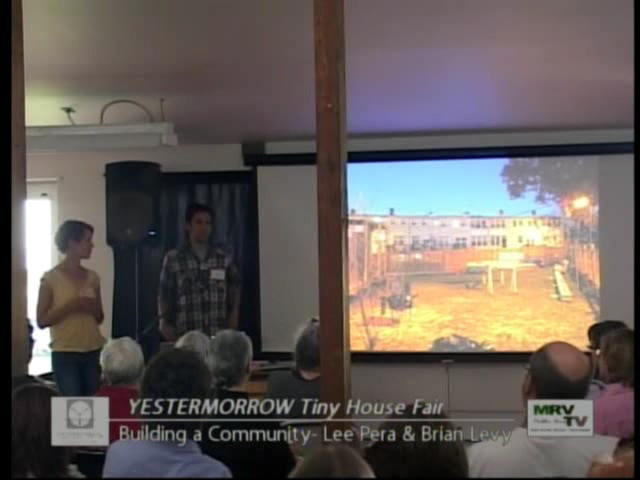 YESTERMORROW Tiny House Fair
Building a Community- Lee Pera & Brian Levy
MRV
TV